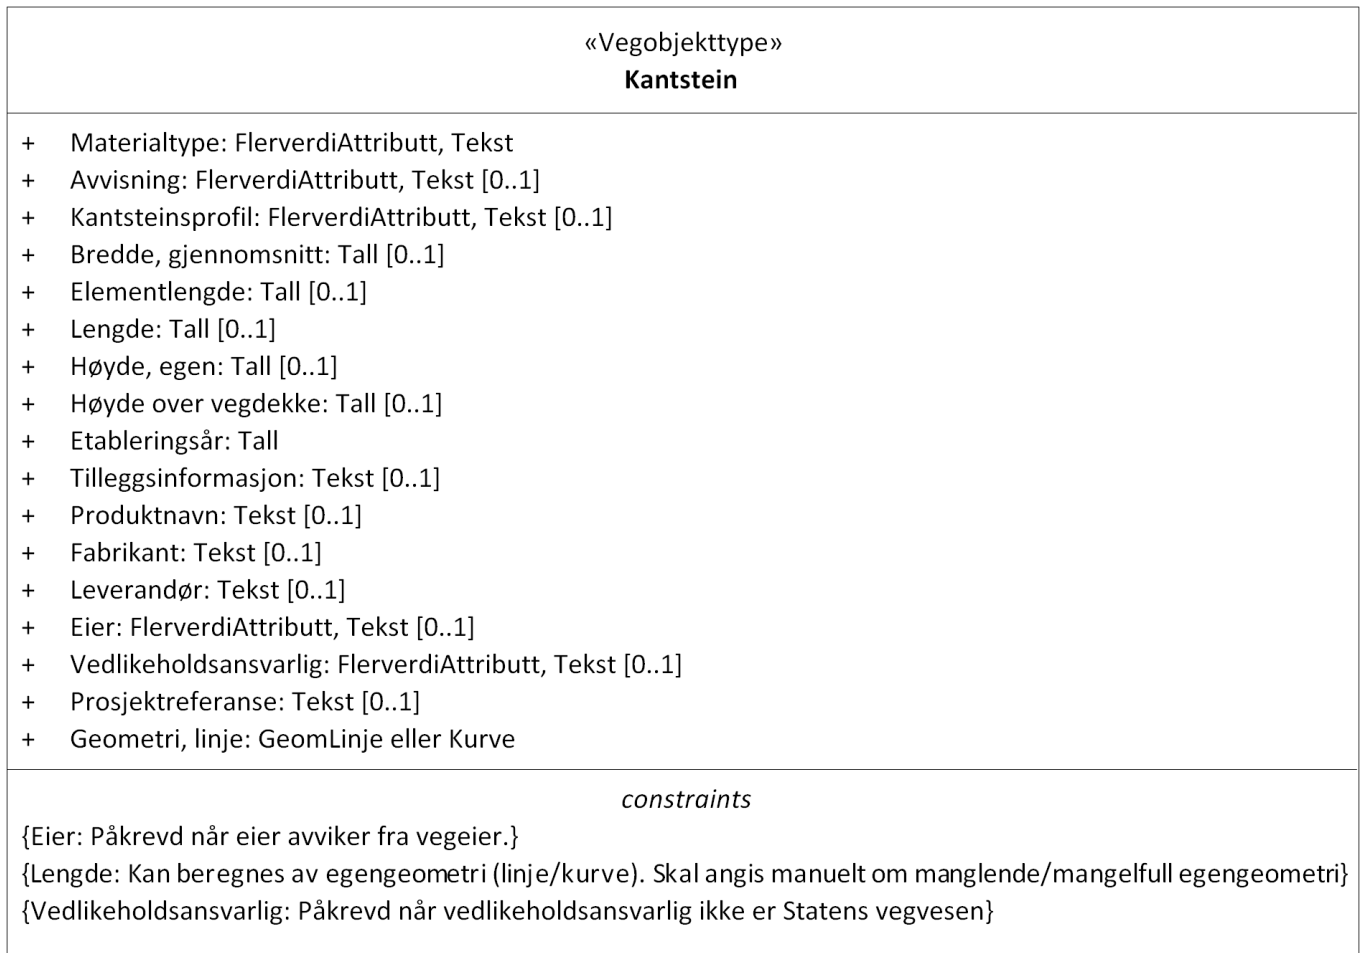 «Vegobjekttype»
Kantstein
+ Materialtype: FlerverdiAttributt, Tekst
+ Avvisning: FlerverdiAttributt, Tekst [0..1]
+ Kantsteinsprofil: FlerverdiAttributt, Tekst [0..1]
+ Bredde, gjennomsnitt: Tall [0..1]
+ Elementlengde: Tall [0..1]
+ Lengde: Tall [0..1]
+ Høyde, egen: Tall [0..1]
+ Høyde over vegdekke: Tall [0..1]
+ Etableringsår: Tall
+ Tilleggsinformasjon: Tekst [0..1]
+ Produktnavn: Tekst [0..1]
+ Fabrikant: Tekst [0..1]
+ Leverandør: Tekst [0..1]
+ Eier: FlerverdiAttributt, Tekst [0..1]
+ Vedlikeholdsansvarlig: FlerverdiAttributt, Tekst [0..1]
+ Prosjektreferanse: Tekst [0..1]
+ Geometri, linje: GeomLinje eller Kurve
constraints
{Eier: Påkrevd når eier avviker fra vegeier.}
{Lengde: Kan beregnes av egengeometri (linje/kurve). Skal angis manuelt om manglende/mangelfull egengeometri}
{Vedlikeholdsansvarlig: Påkrevd når vedlikeholdsansvarlig ikke er Statens vegvesen}